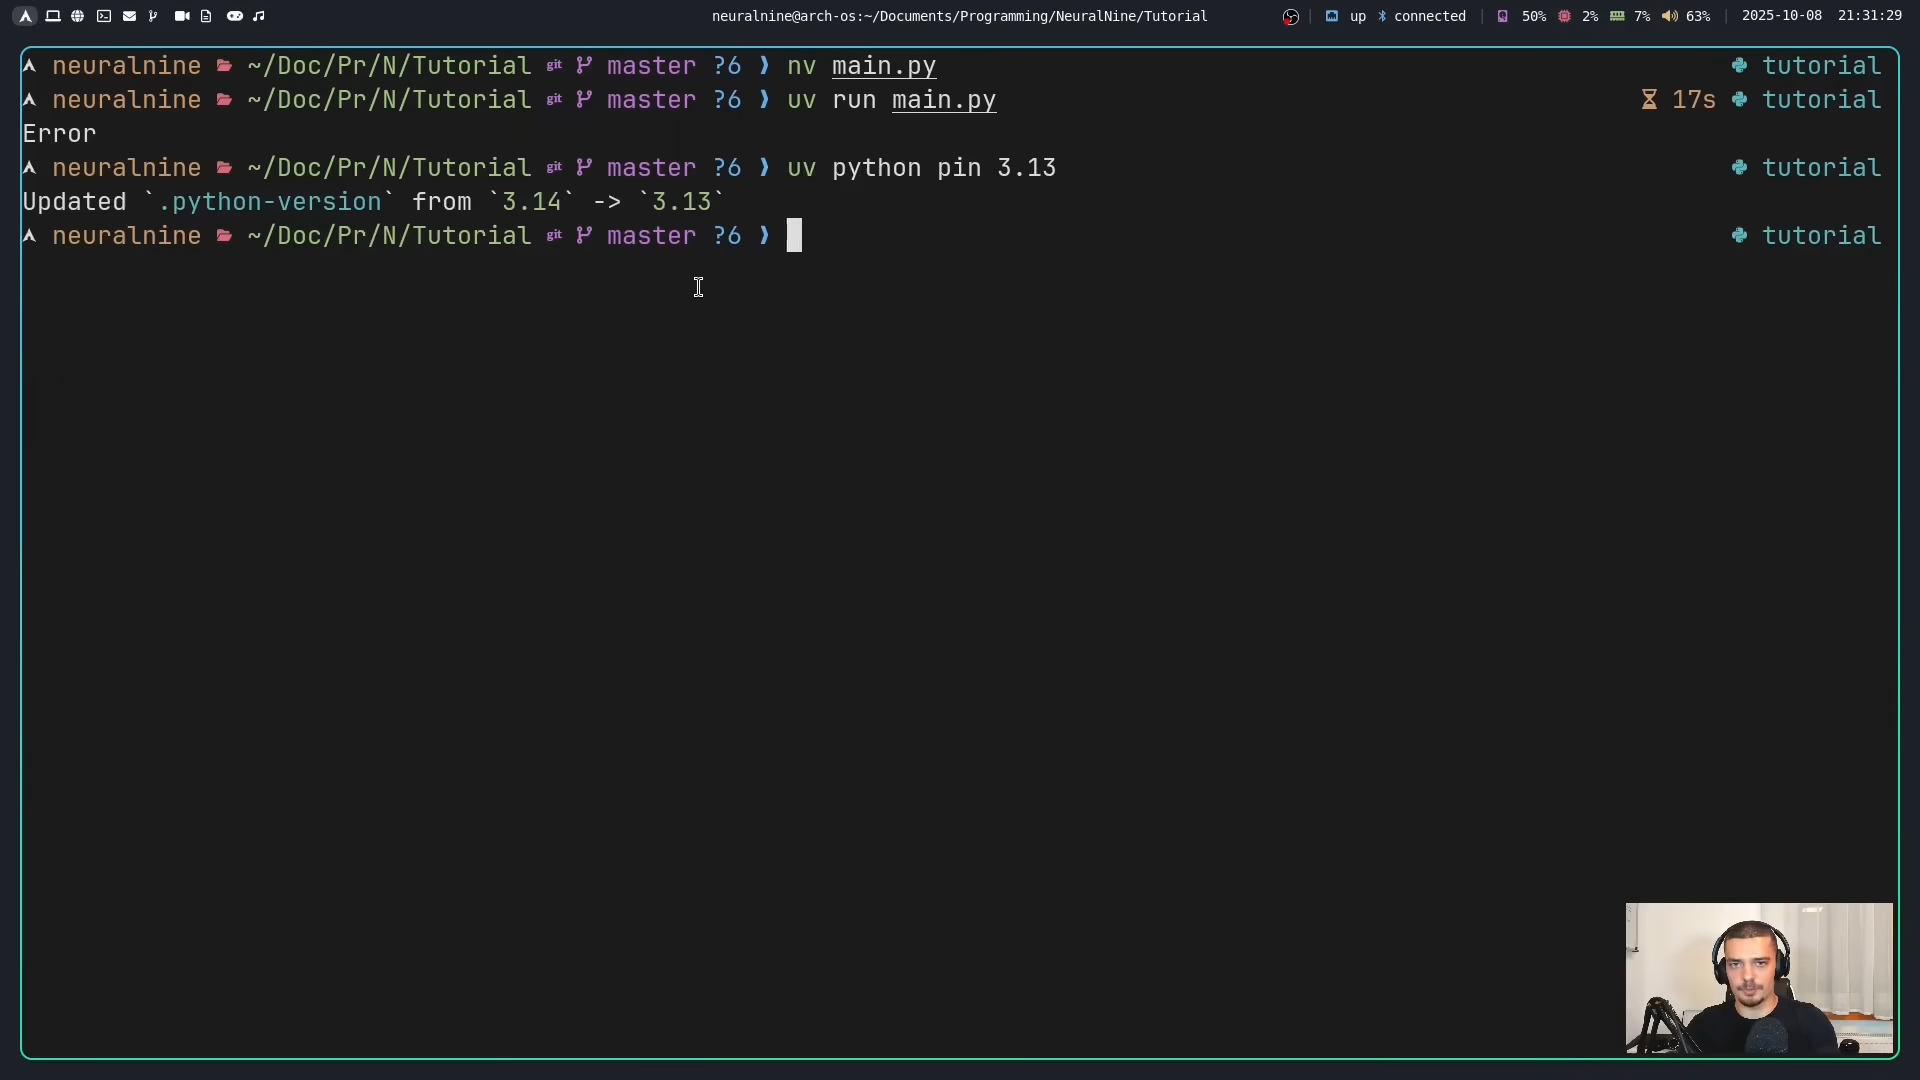 neuralnine@arch-os:~/Documents/Programming/NeuralNine/Tutorial up connected 50% 2% 7% 63% 2025-10-08 21:31:29
neuralnine ~/Doc/Pr/N/Tutorial git master ?6 ❯ nv main.py tutorial
neuralnine ~/Doc/Pr/N/Tutorial git master ?6 ❯ uv run main.py 17s tutorial
Error
neuralnine ~/Doc/Pr/N/Tutorial git master ?6 ❯ uv python pin 3.13 tutorial
Updated `.python-version` from `3.14` -> `3.13`
neuralnine ~/Doc/Pr/N/Tutorial git master ?6 ❯ tutorial